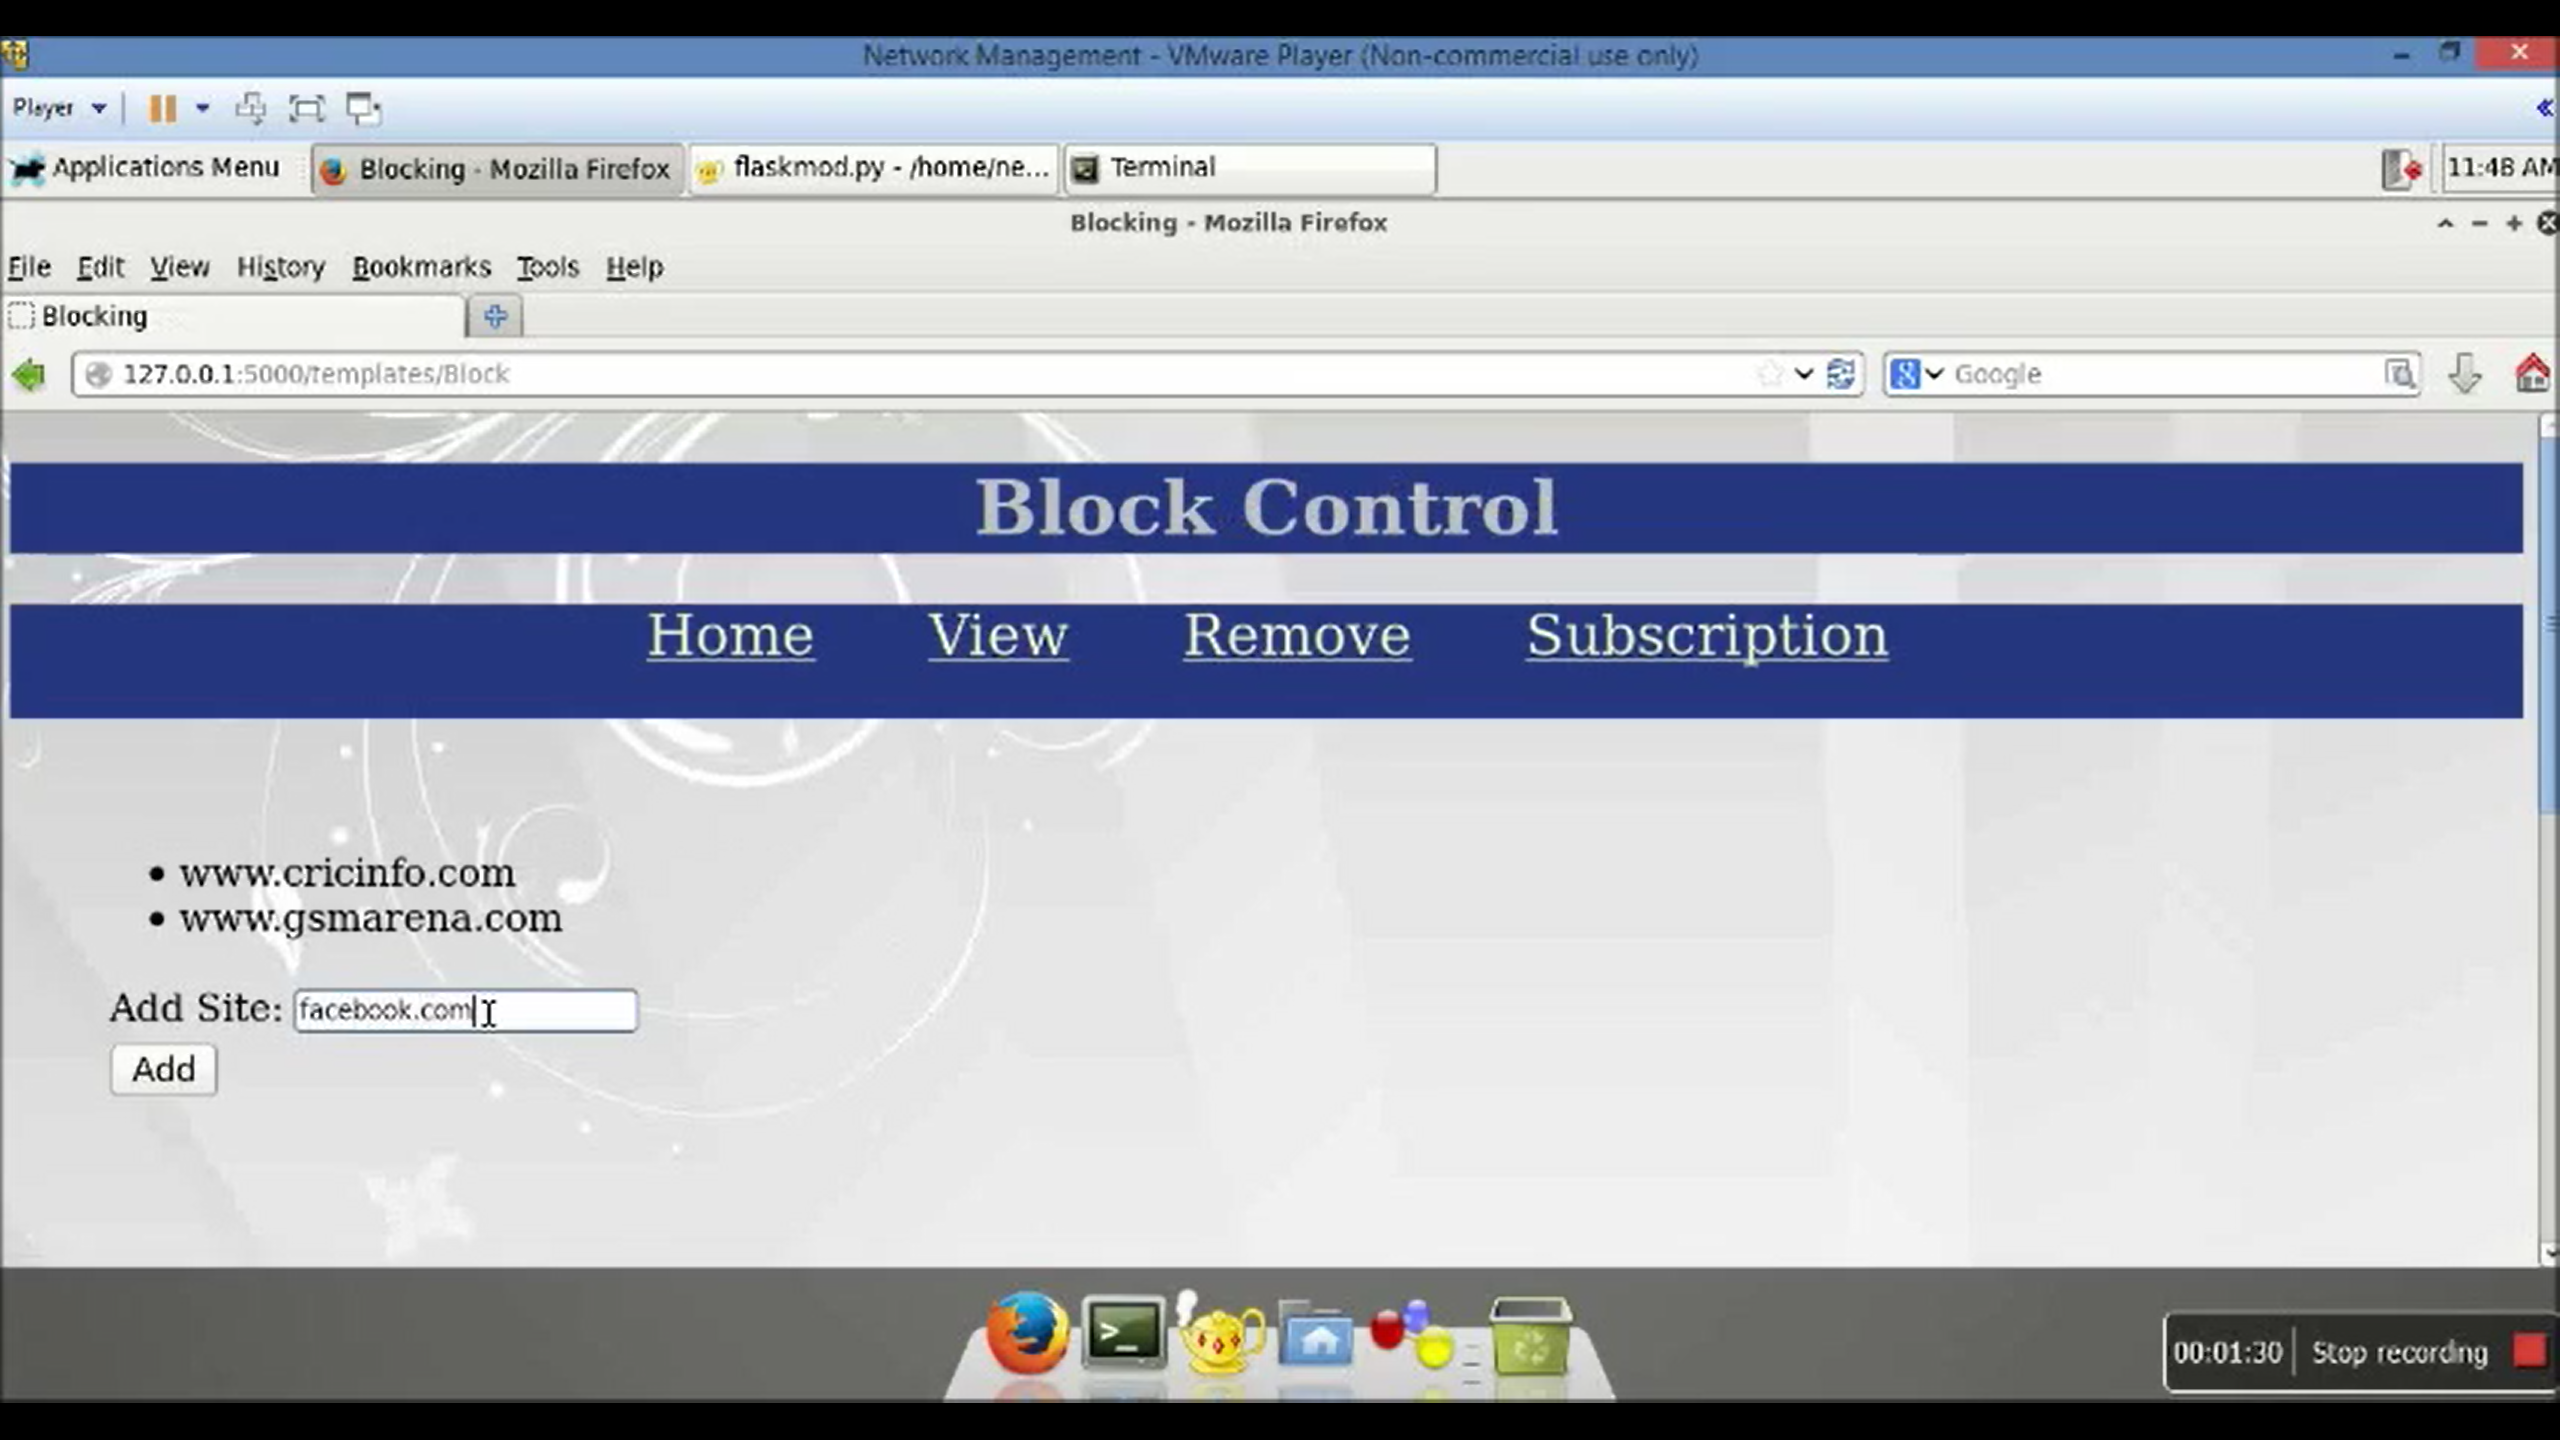 Network Management - VMware Player (Non-commercial use only)
Player
Applications Menu
Blocking - Mozilla Firefox
flaskmod.py - /home/ne...
Terminal
11:48 AM
Blocking - Mozilla Firefox
File Edit View History Bookmarks Tools Help
Blocking
127.0.0.1:5000/templates/Block
Google
Block Control
Home View Remove Subscription
• www.cricinfo.com
• www.gsmarena.com
Add Site: facebook.com
Add
00:01:30 Stop recording